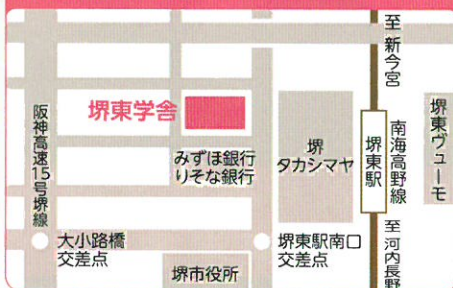 至 新今宮
阪神高速15号堺線
堺東学舎
みずほ銀行
りそな銀行
堺
タカシマヤ
堺東駅
南海高野線
堺東ヴューモ
大小路橋
交差点
堺市役所
堺東駅南口
交差点
至 河内長野